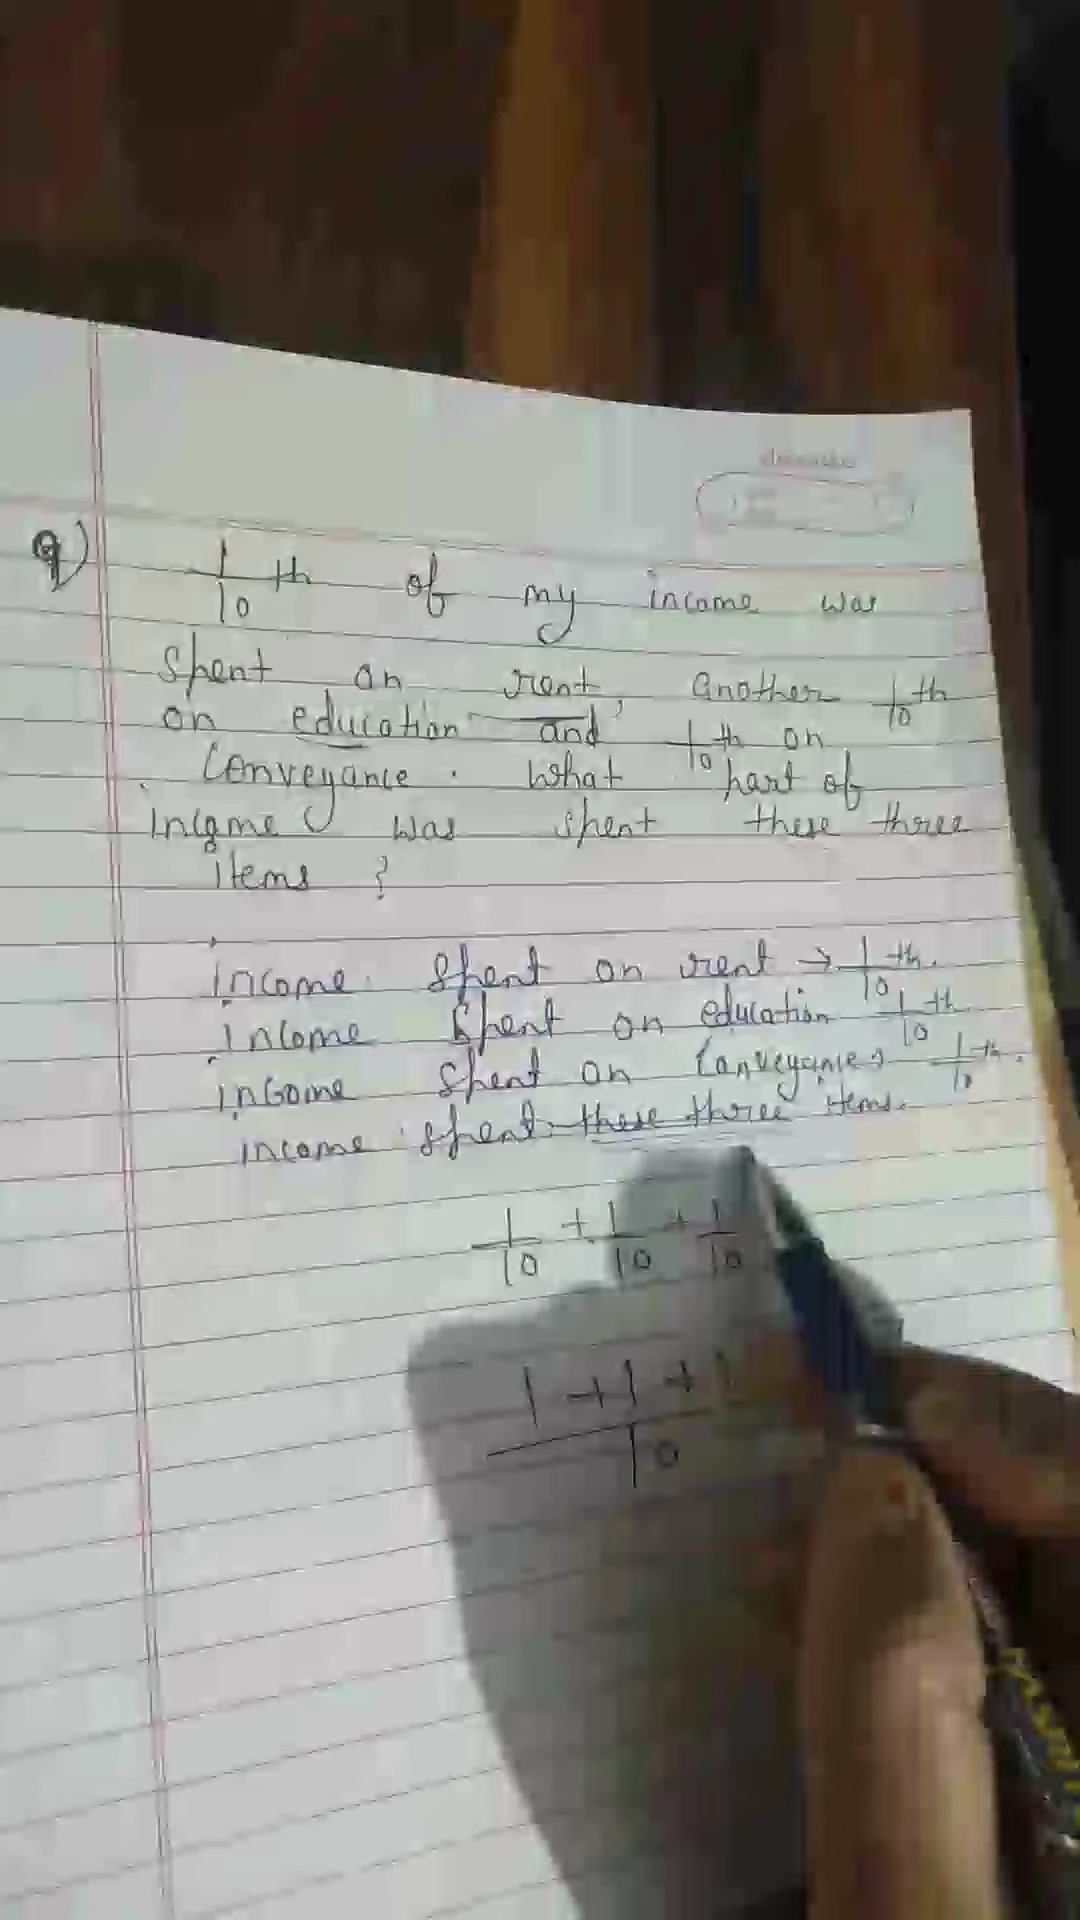 Q) 1/10 th of my income was
spent on rent, another 1/10 th
on education and 1/10 th on
Conveyance. What part of
income was spent these three
items ?
income spent on rent → 1/10 th.
income spent on education 1/10 th.
income spent on Conveyance → 1/10 th.
income spent these three items.
1/10 + 1/10 + 1/10
1 + 1 + 1
10